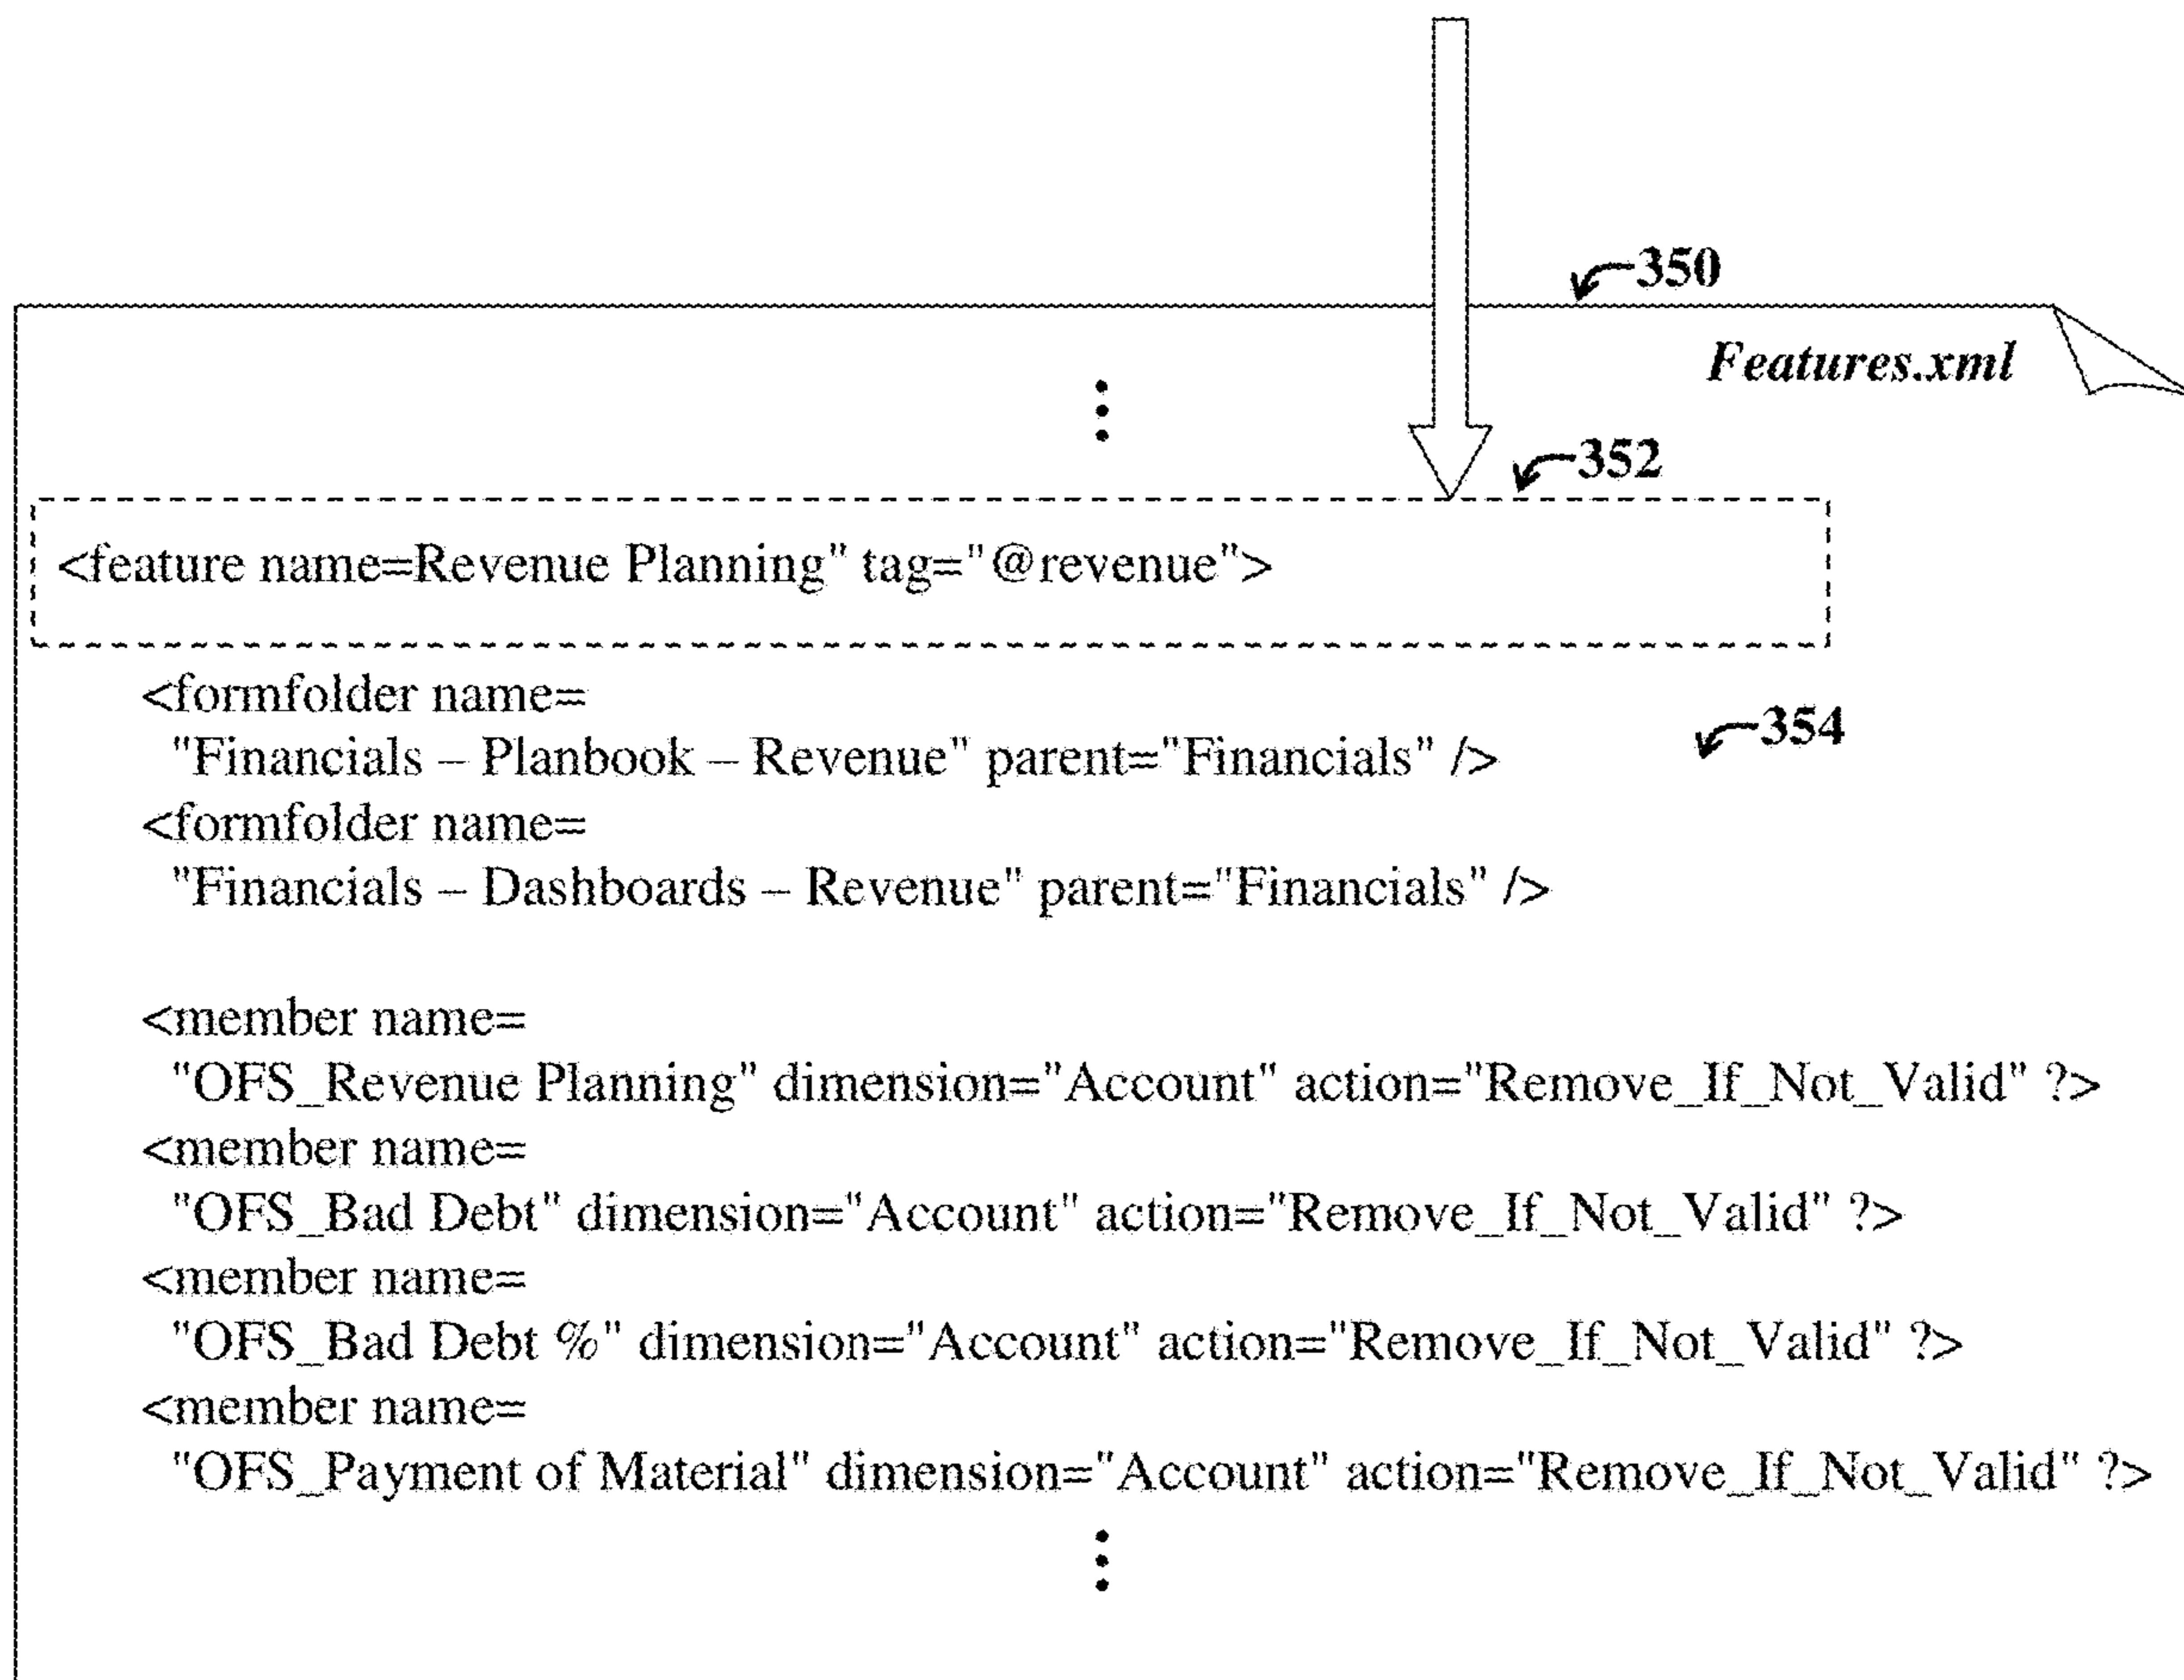 350
Features.xml
352
<feature name=Revenue Planning" tag="@revenue">
<formfolder name=
354
"Financials – Planbook – Revenue" parent="Financials" />
<formfolder name=
"Financials – Dashboards – Revenue" parent="Financials" />
<member name=
"OFS_Revenue Planning" dimension="Account" action="Remove_If_Not_Valid" ?>
<member name=
"OFS_Bad Debt" dimension="Account" action="Remove_If_Not_Valid" ?>
<member name=
"OFS_Bad Debt %" dimension="Account" action="Remove_If_Not_Valid" ?>
<member name=
"OFS_Payment of Material" dimension="Account" action="Remove_If_Not_Valid" ?>